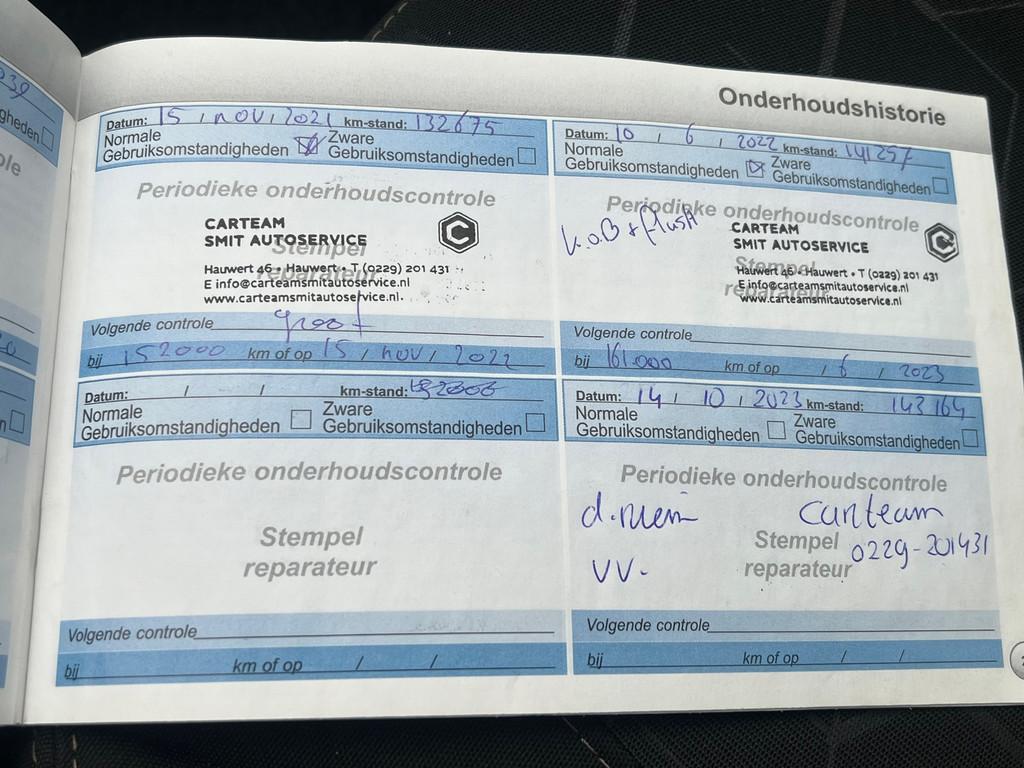 Onderhoudshistorie
Datum: 15 / nov / 2021 km-stand: 132675
Normale Gebruiksomstandigheden
Zware Gebruiksomstandigheden
Periodieke onderhoudscontrole
CARTEAM
SMIT AUTOSERVICE
Stempel
Hauwert 46 • Hauwert • T (0229) 201 431
reparateur
E info@carteamsmitautoservice.nl
www.carteamsmitautoservice.nl
Volgende controle groot
bij 152000 km of op 15 / nov / 2022
Datum: 10 / 6 / 2022 km-stand: 141257
Normale Gebruiksomstandigheden
Zware Gebruiksomstandigheden
Periodieke onderhoudscontrole
CARTEAM
SMIT AUTOSERVICE
Stempel
Hauwert 46 • Hauwert • T (0229) 201 431
reparateur
E info@carteamsmitautoservice.nl
www.carteamsmitautoservice.nl
Volgende controle
bij 161.000 km of op / 6 / 2023
Datum: / / km-stand:
Normale Gebruiksomstandigheden
Zware Gebruiksomstandigheden
Periodieke onderhoudscontrole
Stempel
reparateur
Volgende controle
bij km of op / /
Datum: 14 / 10 / 2023 km-stand: 143164
Normale Gebruiksomstandigheden
Zware Gebruiksomstandigheden
Periodieke onderhoudscontrole
carteam
Stempel 0229-201431
vv. reparateur
Volgende controle
bij km of op / /